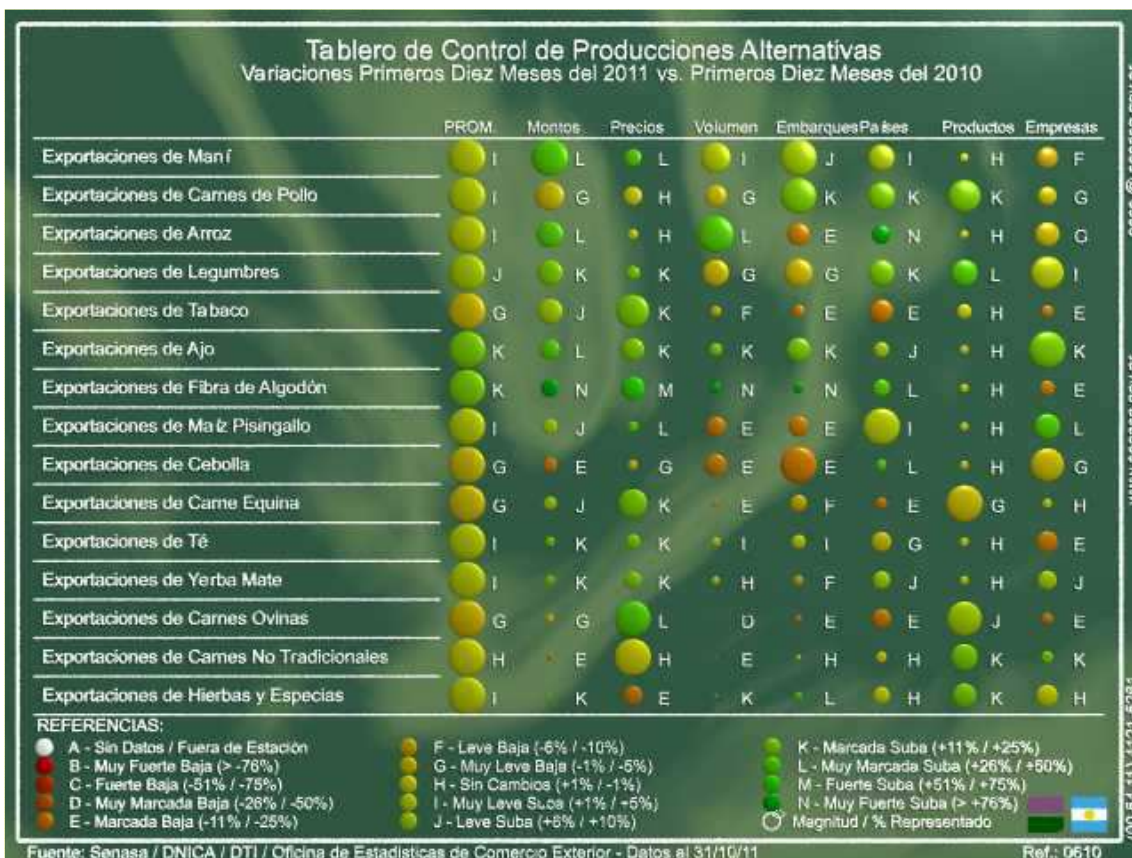 Tablero de Control de Producciones Alternativas
Variaciones Primeros Diez Meses del 2011 vs. Primeros Diez Meses del 2010
PROM. Montos Precios Volumen Embarques Países Productos Empresas
Exportaciones de Maní I L L I J I H F
Exportaciones de Carnes de Pollo I G H G K K K G
Exportaciones de Arroz I L H L E N H G
Exportaciones de Legumbres J K K G G K L I
Exportaciones de Tabaco G J K F E E H E
Exportaciones de Ajo K L K K K J H K
Exportaciones de Fibra de Algodón K N M N N L H E
Exportaciones de Maíz Pisingallo I J L E E I H L
Exportaciones de Cebolla G E G E E L H G
Exportaciones de Carne Equina G J K E F E G H
Exportaciones de Té I K K I I G H E
Exportaciones de Yerba Mate I K K H F J H J
Exportaciones de Carnes Ovinas G G L D E E J E
Exportaciones de Carnes No Tradicionales H E H E H H K K
Exportaciones de Hierbas y Especias I K E K L H K H
REFERENCIAS:
A - Sin Datos / Fuera de Estación
B - Muy Fuerte Baja (> -76%)
C - Fuerte Baja (-51% / -75%)
D - Muy Marcada Baja (-26% / -50%)
E - Marcada Baja (-11% / -25%)
F - Leve Baja (-6% / -10%)
G - Muy Leve Baja (-1% / -5%)
H - Sin Cambios (+1% / -1%)
I - Muy Leve Suba (+1% / +5%)
J - Leve Suba (+6% / +10%)
K - Marcada Suba (+11% / +25%)
L - Muy Marcada Suba (+26% / +50%)
M - Fuerte Suba (+51% / +75%)
N - Muy Fuerte Suba (> +76%)
Magnitud / % Representado
Fuente: Senasa / DNICA / DTI / Oficina de Estadísticas de Comercio Exterior - Datos al 31/10/11
Ref.: 0610